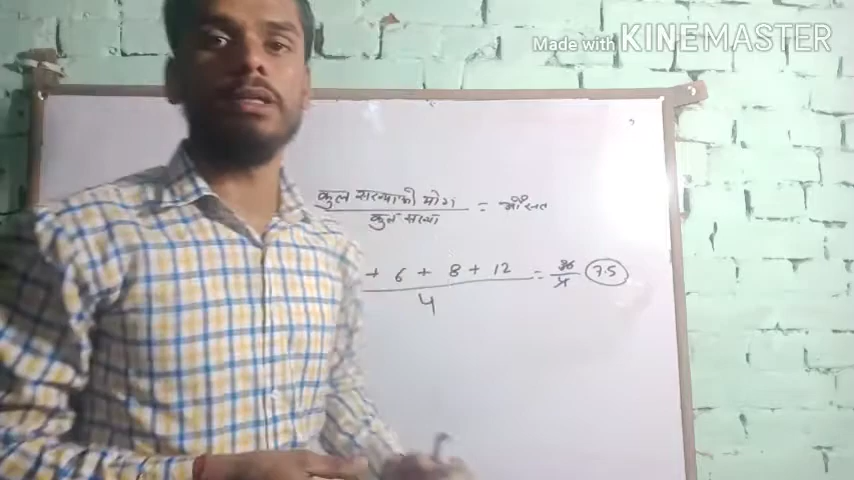 Made with KINEMASTER
कुल संख्याओ योग
कुल संख्या
= औसत
+ 6 + 8 + 12
4
= 30
4
7.5